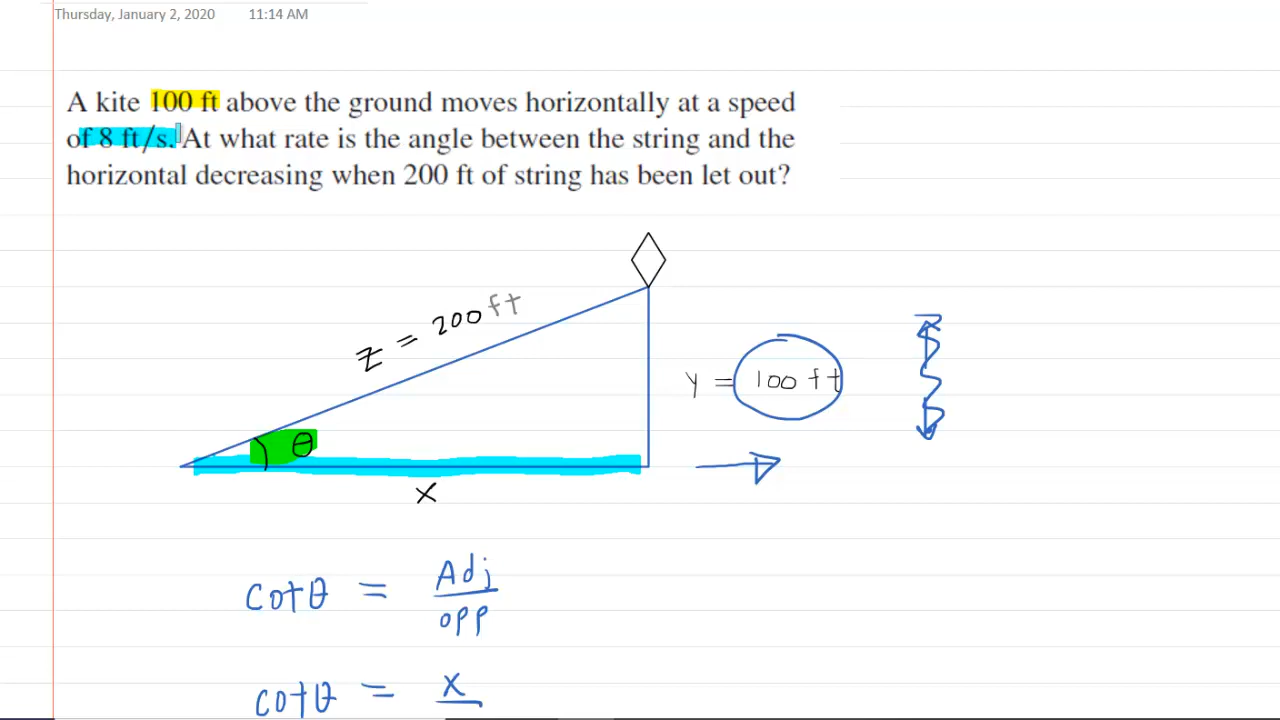 Thursday, January 2, 2020 11:14 AM
A kite 100 ft above the ground moves horizontally at a speed
of 8 ft/s. At what rate is the angle between the string and the
horizontal decreasing when 200 ft of string has been let out?
z = 200 ft
y = 100 ft
θ
x
cotθ = Adj
opp
cotθ = x